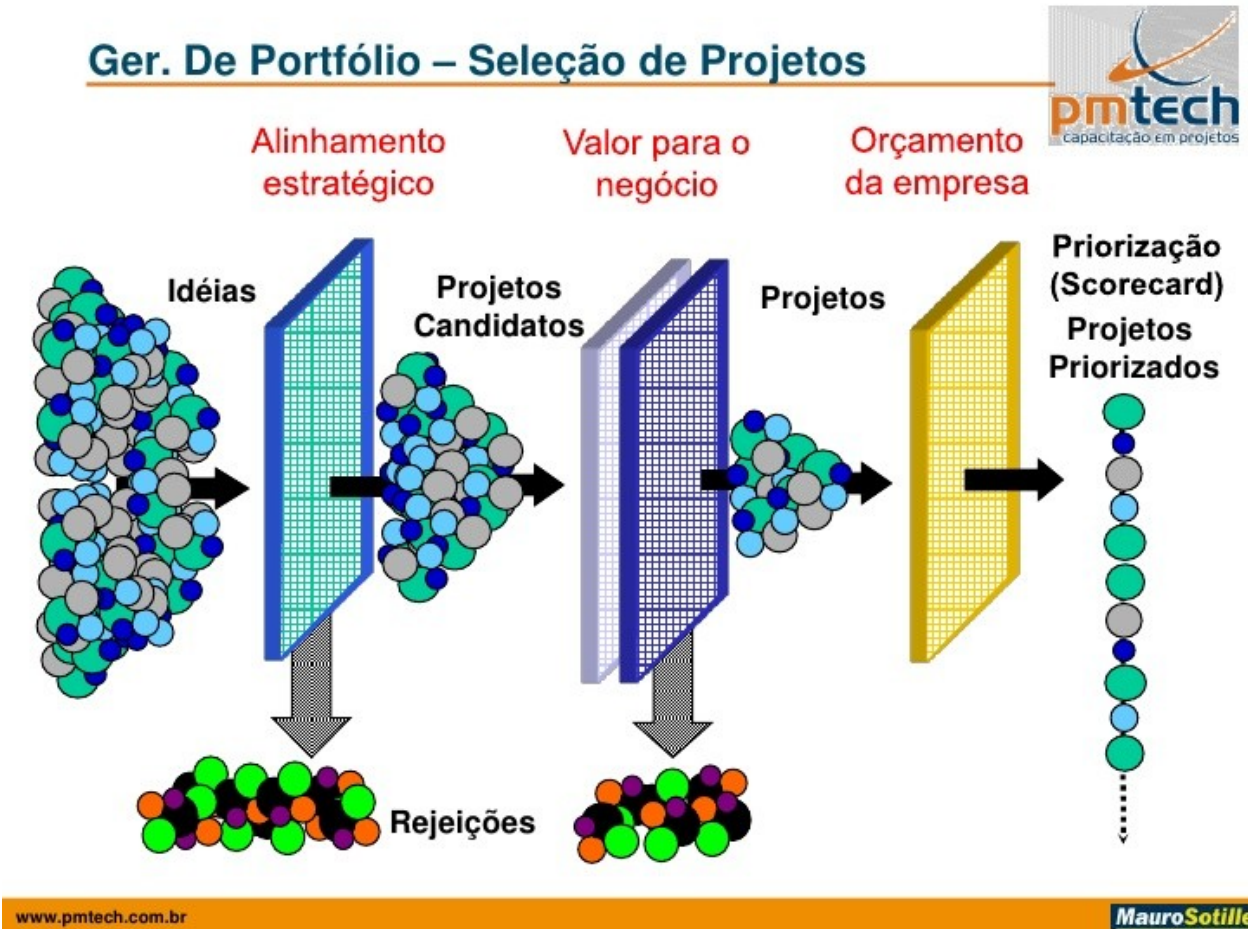 Ger. De Portfólio – Seleção de Projetos
pmtech
capacitação em projetos
Alinhamento
estratégico
Valor para o
negócio
Orçamento
da empresa
Idéias
Projetos
Candidatos
Projetos
Priorização
(Scorecard)
Projetos
Priorizados
Rejeições
www.pmtech.com.br
MauroSotille